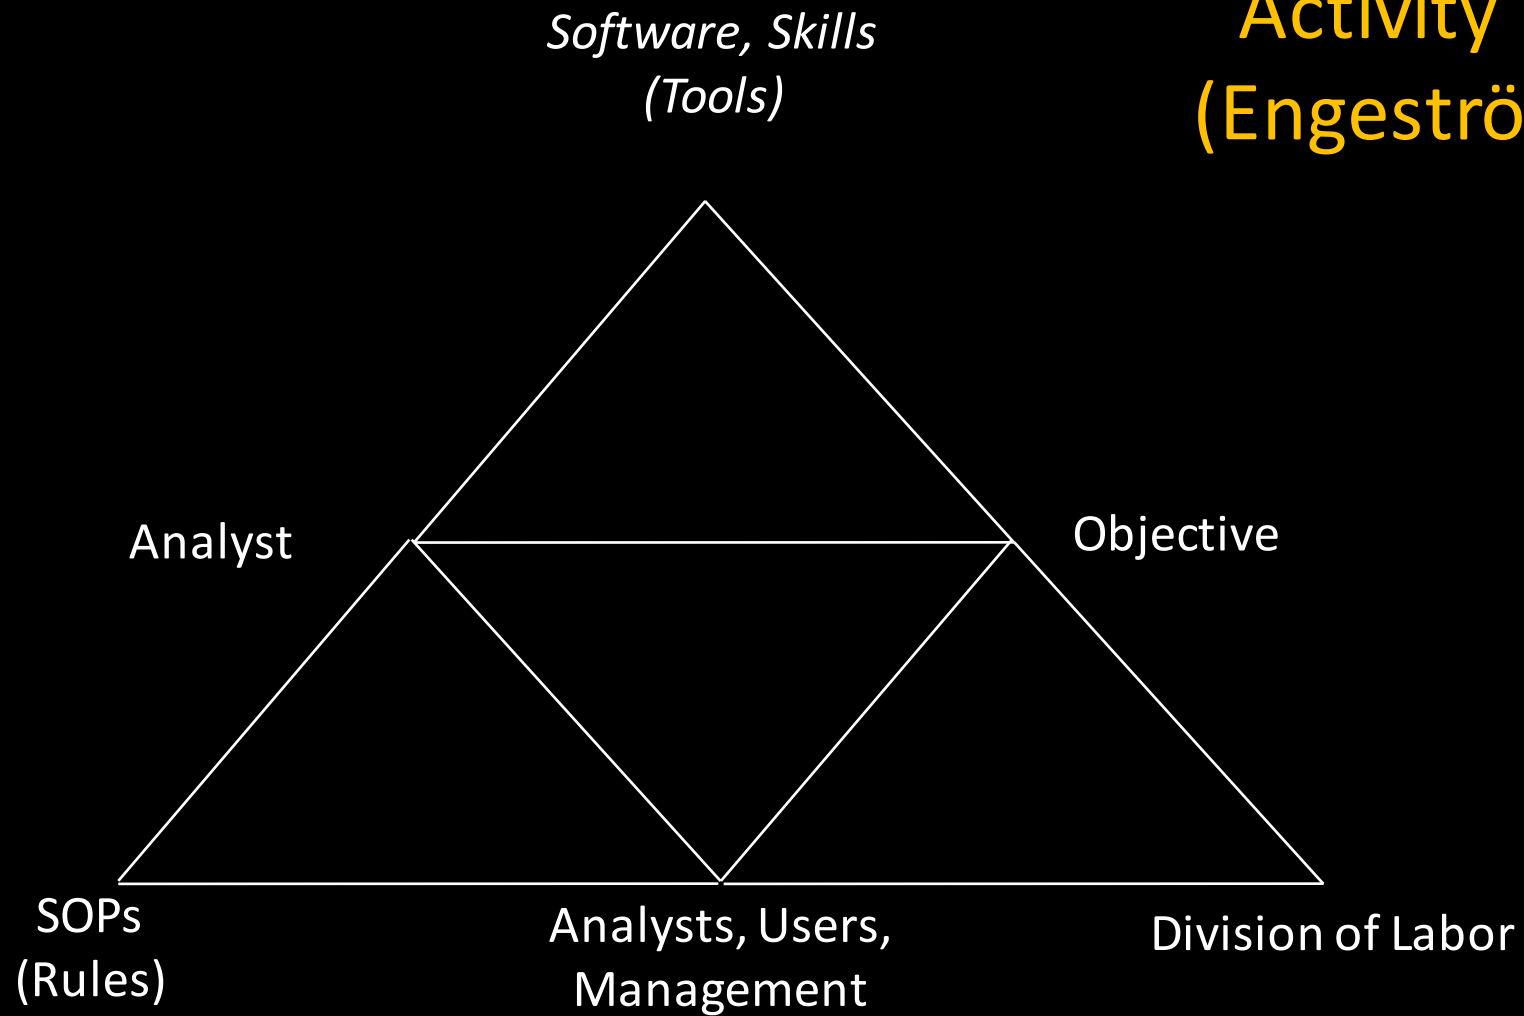 Software, Skills
(Tools)
Activity
(Engeströ
Analyst
Objective
SOPs
(Rules)
Analysts, Users,
Management
Division of Labor